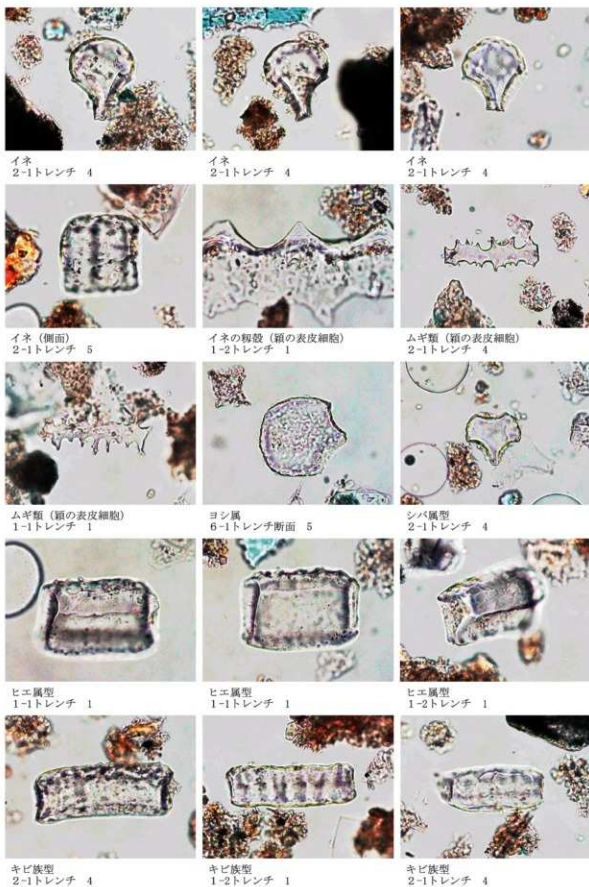 イネ
2-1トレンチ 4
イネ
2-1トレンチ 4
イネ
2-1トレンチ 4
イネ（側面）
2-1トレンチ 5
イネの籾殻（穎の表皮細胞）
1-2トレンチ 1
ムギ類（穎の表皮細胞）
2-1トレンチ 4
ムギ類（穎の表皮細胞）
1-1トレンチ 1
ヨシ属
6-1トレンチ断面 5
シバ属型
2-1トレンチ 4
ヒエ属型
1-1トレンチ 1
ヒエ属型
1-1トレンチ 1
ヒエ属型
1-2トレンチ 1
キビ族型
2-1トレンチ 4
キビ族型
1-2トレンチ 1
キビ族型
2-1トレンチ 4